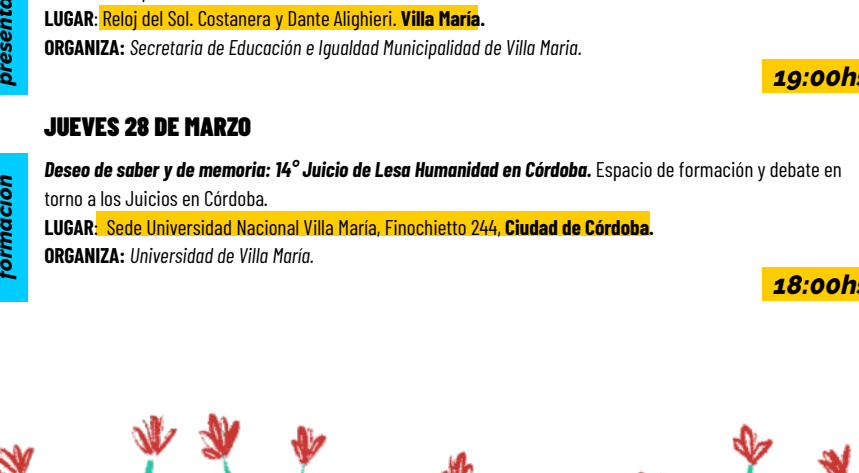 LUGAR: Reloj del Sol. Costanera y Dante Alighieri. Villa María.
ORGANIZA: Secretaria de Educación e Igualdad Municipalidad de Villa Maria.
19:00hs
JUEVES 28 DE MARZO
Deseo de saber y de memoria: 14° Juicio de Lesa Humanidad en Córdoba. Espacio de formación y debate en
torno a los Juicios en Córdoba.
LUGAR: Sede Universidad Nacional Villa María, Finochietto 244, Ciudad de Córdoba.
ORGANIZA: Universidad de Villa María.
formación
18:00hs